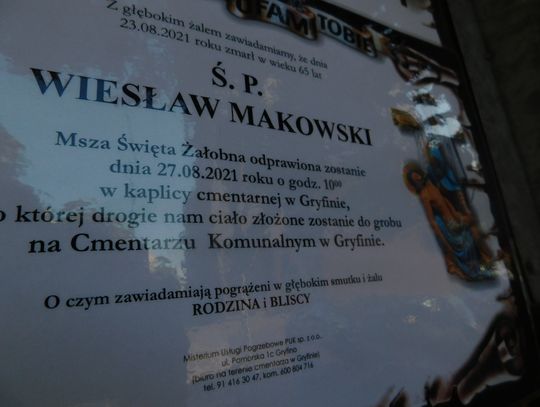 UFAM TOBIE
Z głębokim żalem zawiadamiamy, że dnia
23.08.2021 roku zmarł w wieku 65 lat
Ś. P.
WIESŁAW MAKOWSKI
Msza Święta Żałobna odprawiona zostanie
dnia 27.08.2021 roku o godz. 10⁰⁰
w kaplicy cmentarnej w Gryfinie,
o której drogie nam ciało złożone zostanie do grobu
na Cmentarzu Komunalnym w Gryfinie.
O czym zawiadamiają pogrążeni w głębokim smutku i żalu
RODZINA i BLISCY
Misterium Usługi Pogrzebowe PUK sp. z o.o.
ul. Pomorska 1c Gryfino
(biuro na terenie cmentarza w Gryfinie)
tel. 91 416 30 47, kom. 600 804 716